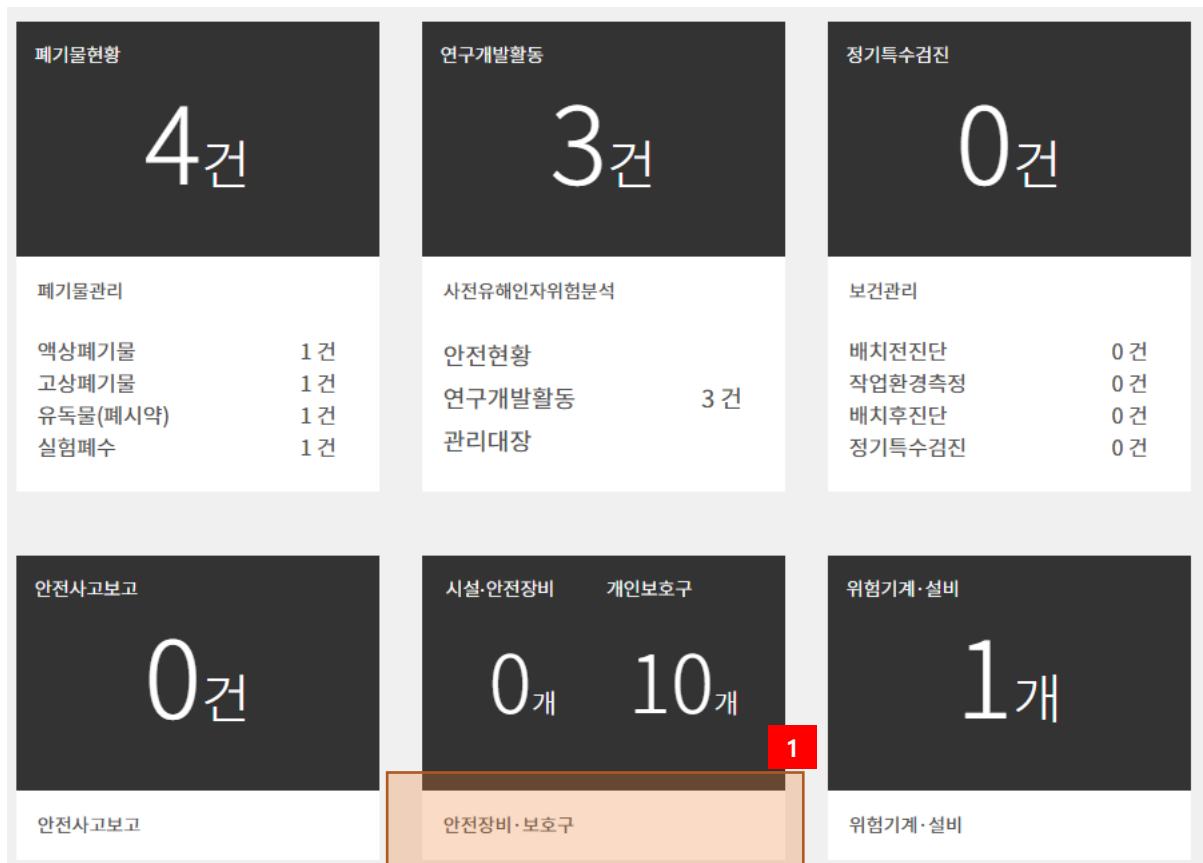 폐기물현황
4건
폐기물관리
액상폐기물 1 건
고상폐기물 1 건
유독물(폐시약) 1 건
실험폐수 1 건
연구개발활동
3건
사전유해인자위험분석
안전현황
연구개발활동 3 건
관리대장
정기특수검진
0건
보건관리
배치전진단 0 건
작업환경측정 0 건
배치후진단 0 건
정기특수검진 0 건
안전사고보고
0건
안전사고보고
시설·안전장비 개인보호구
0개 10개
1
안전장비·보호구
위험기계·설비
1개
위험기계·설비